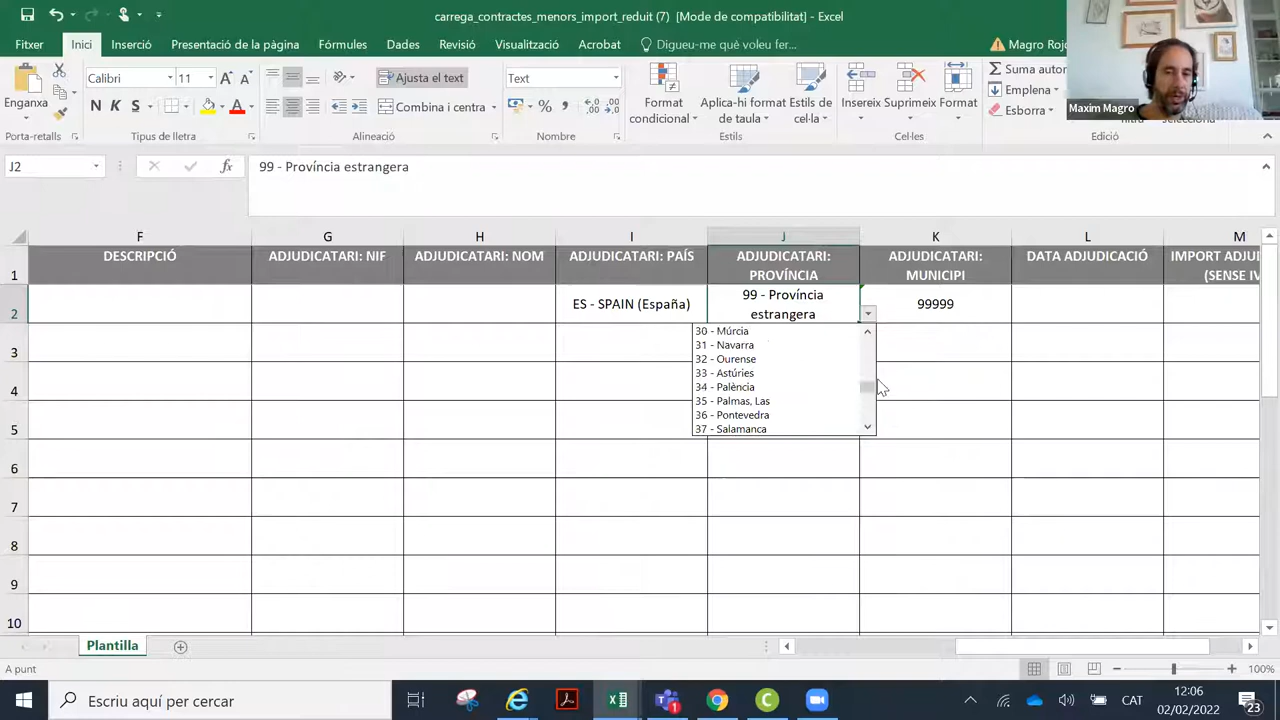 carrega_contractes_menors_import_reduit (7) [Mode de compatibilitat] - Excel
Fitxer Inici Inserció Presentació de la pàgina Fórmules Dades Revisió Visualització Acrobat Digueu-me què voleu fer... Magro Roj
Enganxa
Calibri 11
N K S A
Ajusta el text
Combina i centra
Text
%
Format condicional
Aplica-hi format de taula
Estils de cel·la
Insereix Suprimeix Format
Suma autom
Emplena
Esborra
Selecciona
Maxim Magro
Porta-retalls Tipus de lletra Alineació Nombre Estils Cel·les Edició
J2 fx 99 - Província estrangera
F G H I J K L M
1 DESCRIPCIÓ ADJUDICATARI: NIF ADJUDICATARI: NOM ADJUDICATARI: PAÍS ADJUDICATARI: PROVÍNCIA ADJUDICATARI: MUNICIPI DATA ADJUDICACIÓ IMPORT ADJUDI (SENSE IV
2 ES - SPAIN (España) 99 - Província estrangera 99999
30 - Múrcia
31 - Navarra
32 - Ourense
33 - Astúries
34 - Palència
35 - Palmas, Las
36 - Pontevedra
37 - Salamanca
3
4
5
6
7
8
9
10
Plantilla
A punt 100%
Escriu aquí per cercar
CAT
12:06
02/02/2022
23